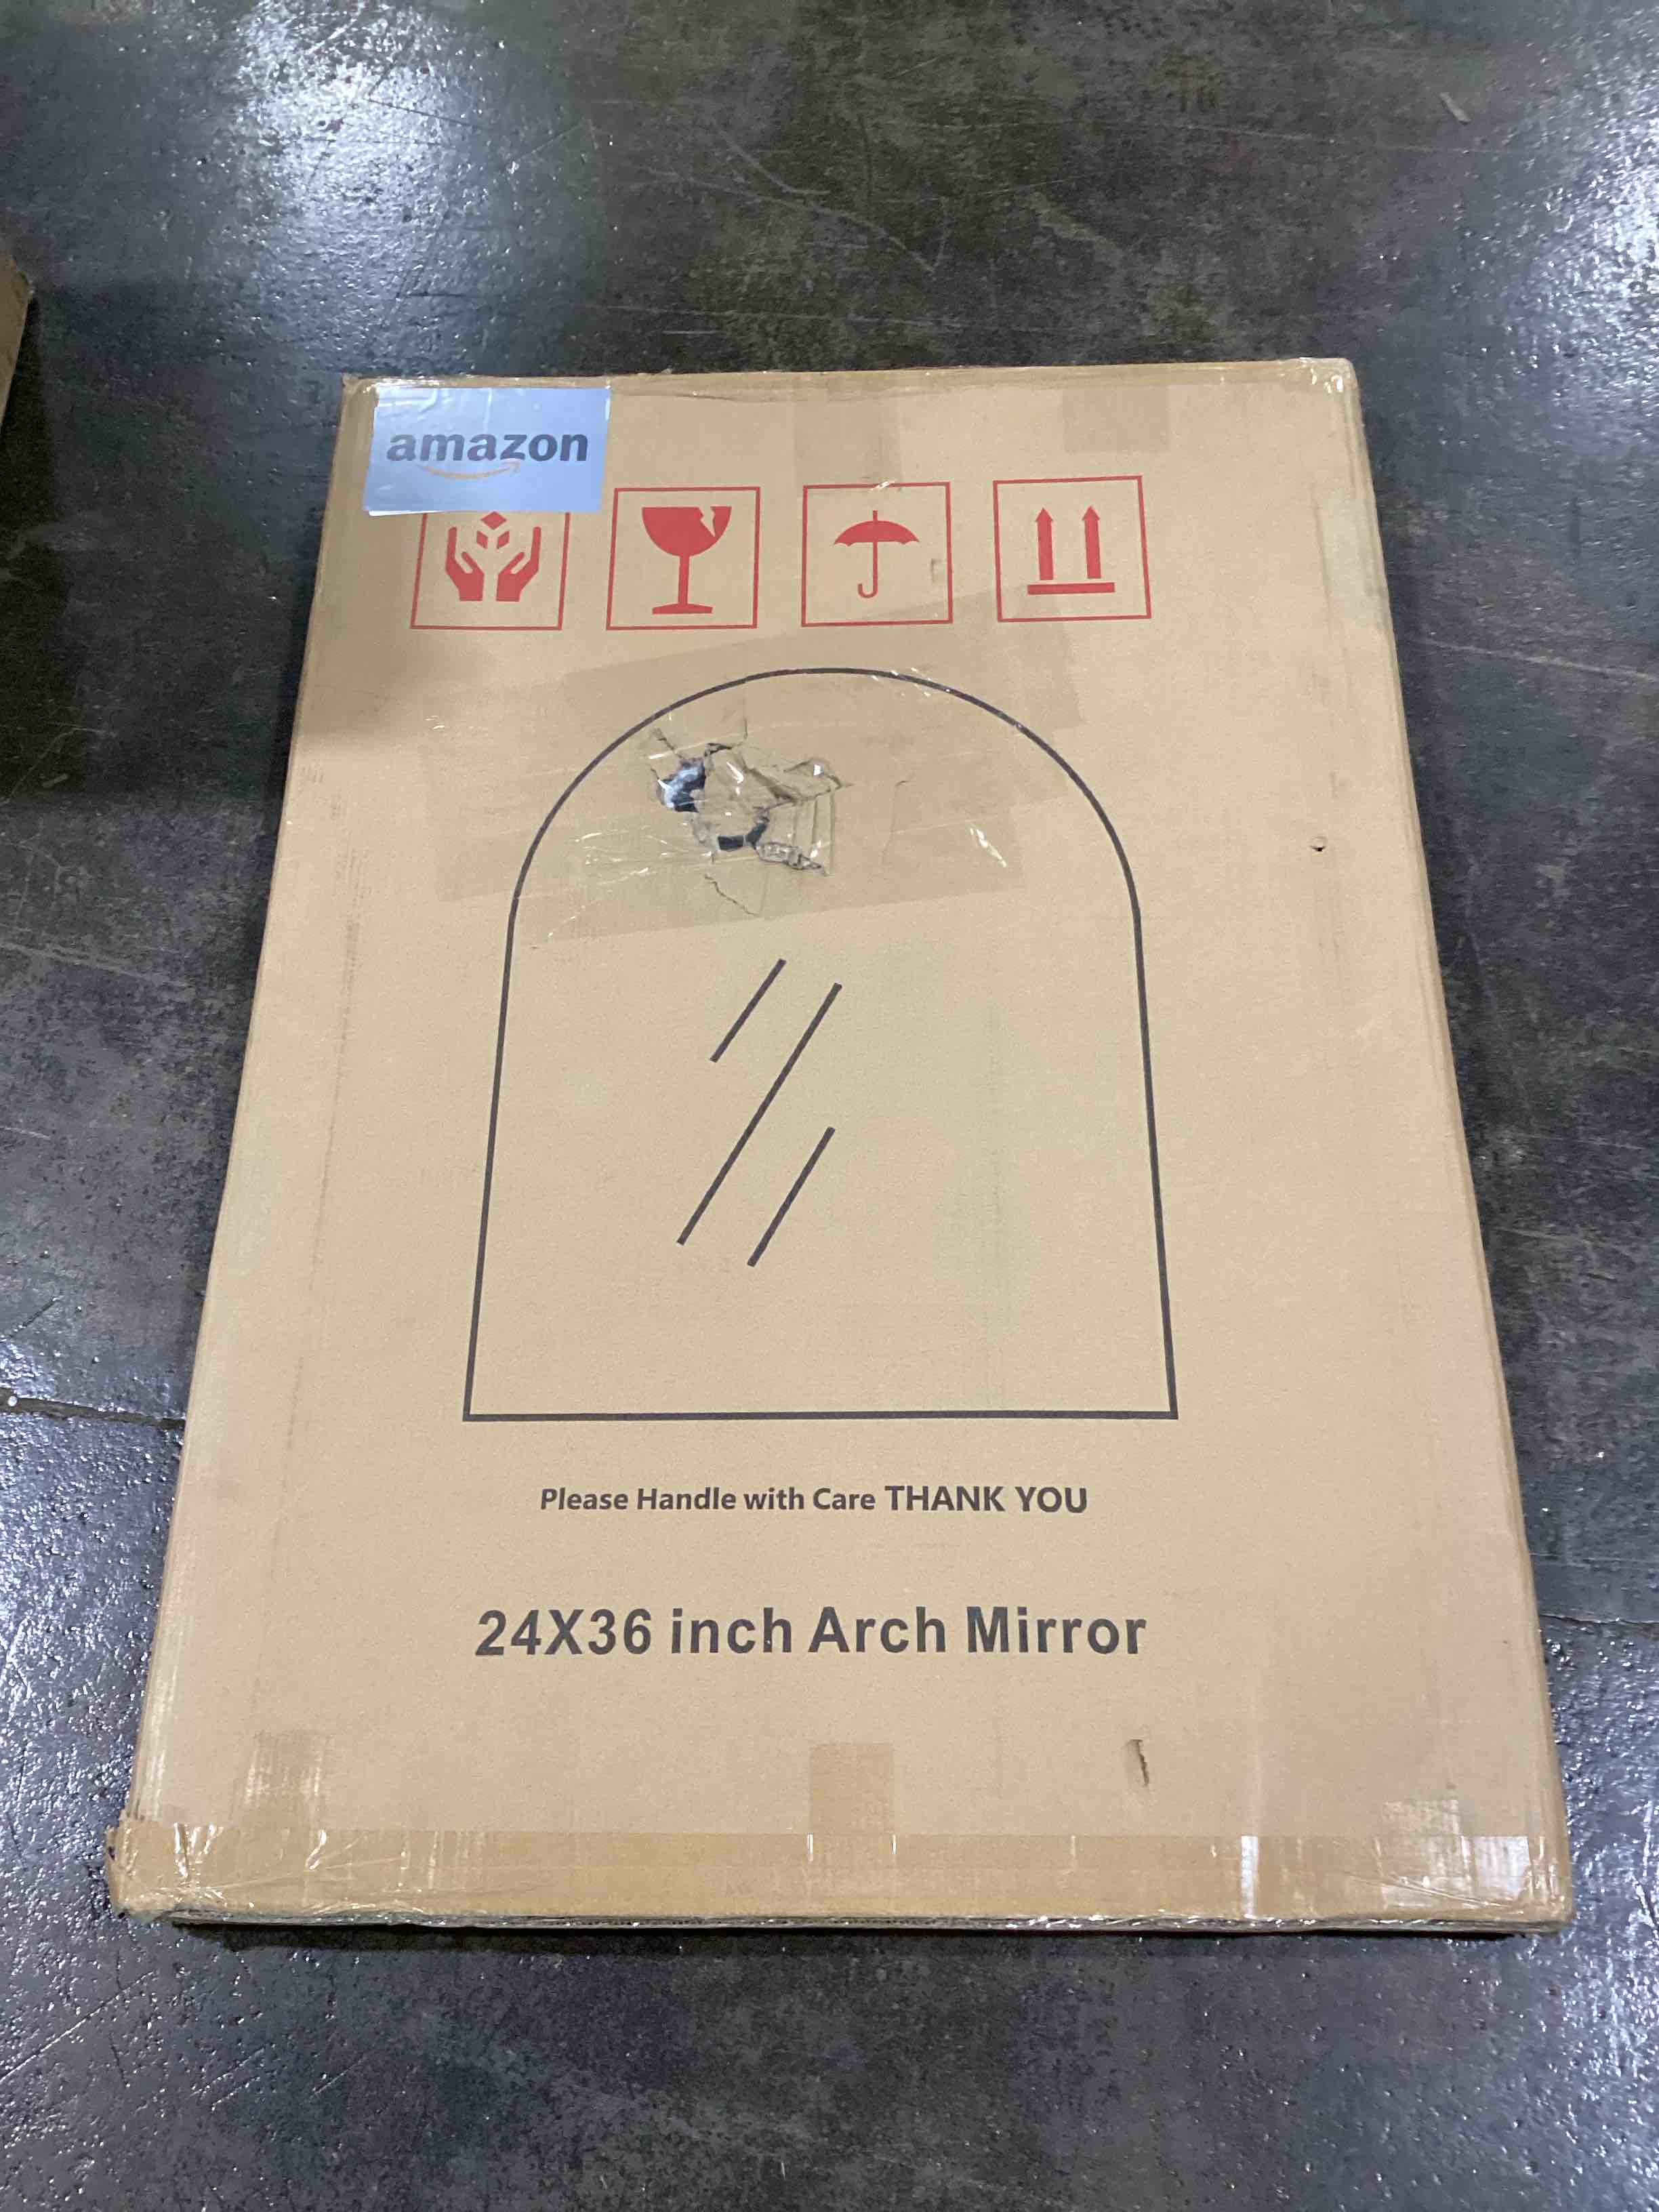 amazon
Please Handle with Care THANK YOU
24X36 inch Arch Mirror